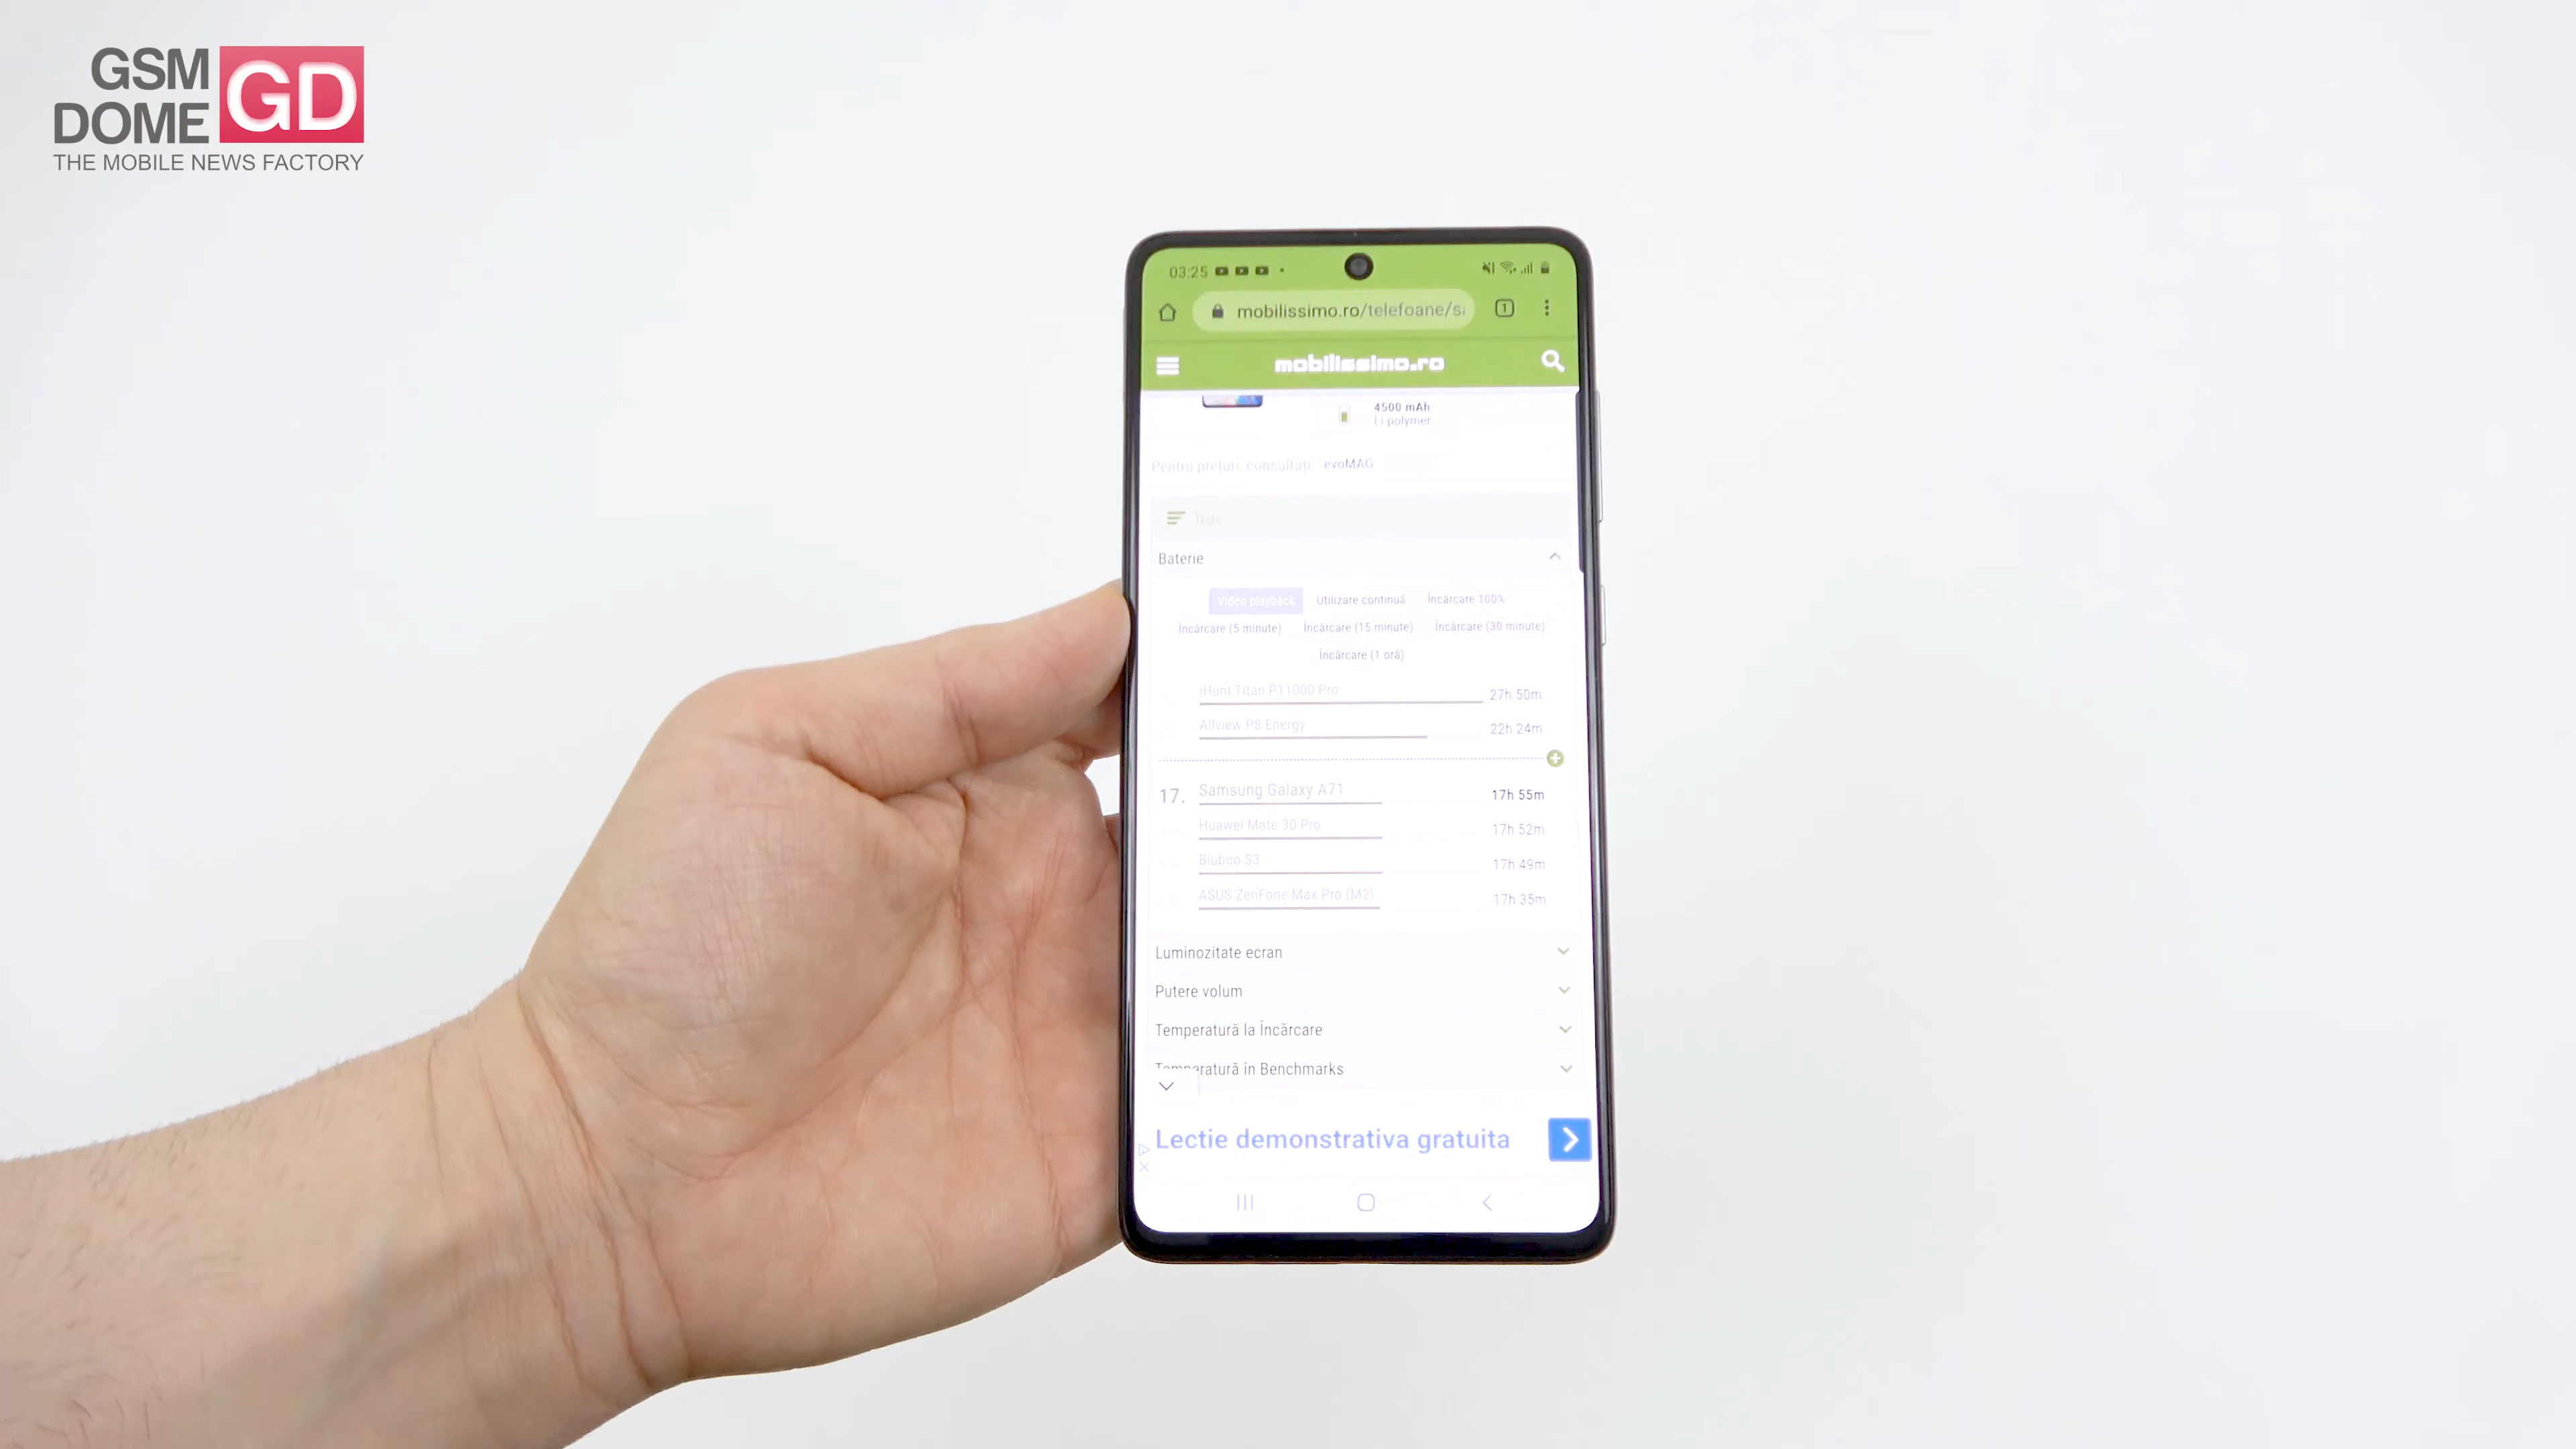 GSM
DOME
GD
THE MOBILE NEWS FACTORY
03:25
mobilissimo.ro/telefoane/s
1
mobilissimo.ro
4500 mAh
Li polymer
Pentru prețuri, consultați: evoMAG
Teste
Baterie
Video playback Utilizare continuă Încărcare 100%
Încărcare (5 minute) Încărcare (15 minute) Încărcare (30 minute)
Încărcare (1 oră)
iHunt Titan P11000 Pro 27h 50m
Allview P8 Energy 22h 24m
17. Samsung Galaxy A71 17h 55m
Huawei Mate 30 Pro 17h 52m
Bluboo S3 17h 49m
ASUS ZenFone Max Pro (M2) 17h 35m
Luminozitate ecran
Putere volum
Temperatură la Încărcare
Temperatură în Benchmarks
Lectie demonstrativa gratuita